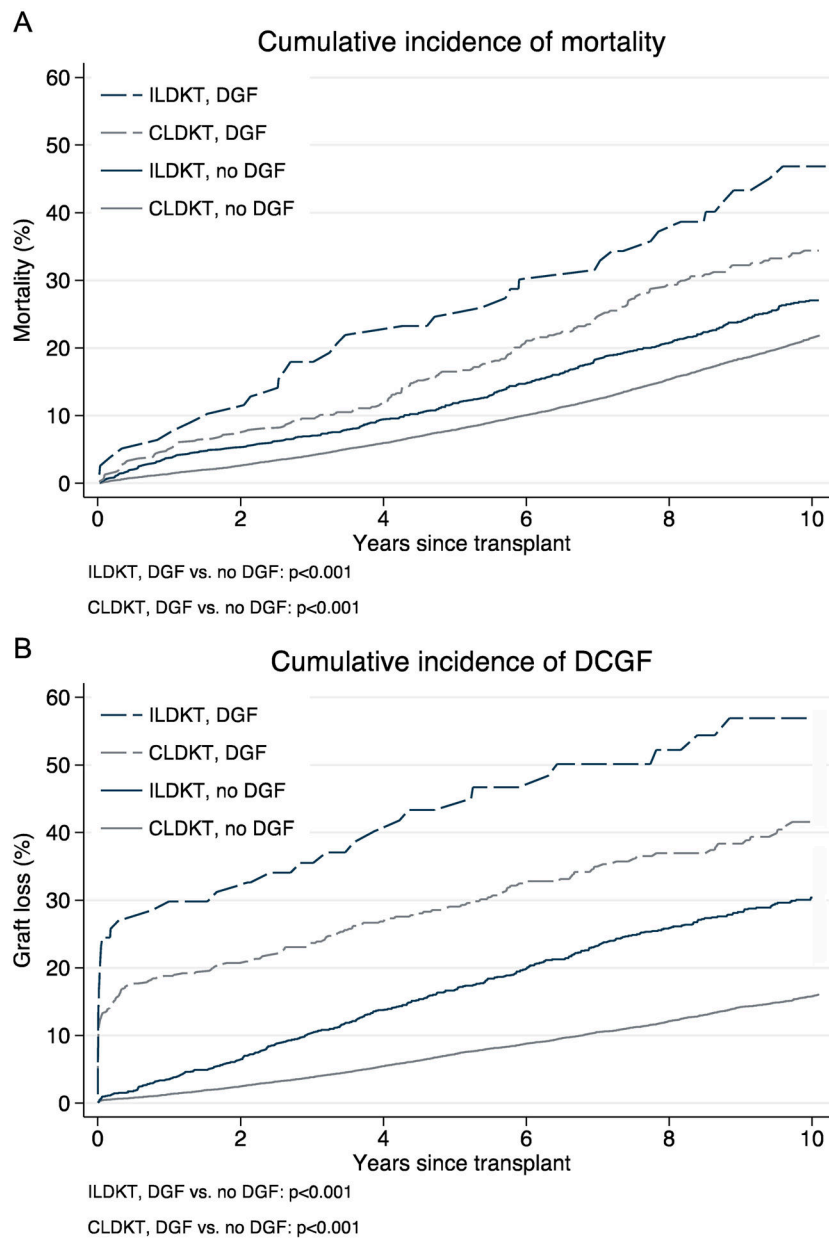 A
Cumulative incidence of mortality
60
50
40
30
20
10
0
Mortality (%)
ILDKT, DGF
CLDKT, DGF
ILDKT, no DGF
CLDKT, no DGF
0 2 4 6 8 10
Years since transplant
ILDKT, DGF vs. no DGF: p<0.001
CLDKT, DGF vs. no DGF: p<0.001
B
Cumulative incidence of DCGF
60
50
40
30
20
10
0
Graft loss (%)
ILDKT, DGF
CLDKT, DGF
ILDKT, no DGF
CLDKT, no DGF
0 2 4 6 8 10
Years since transplant
ILDKT, DGF vs. no DGF: p<0.001
CLDKT, DGF vs. no DGF: p<0.001